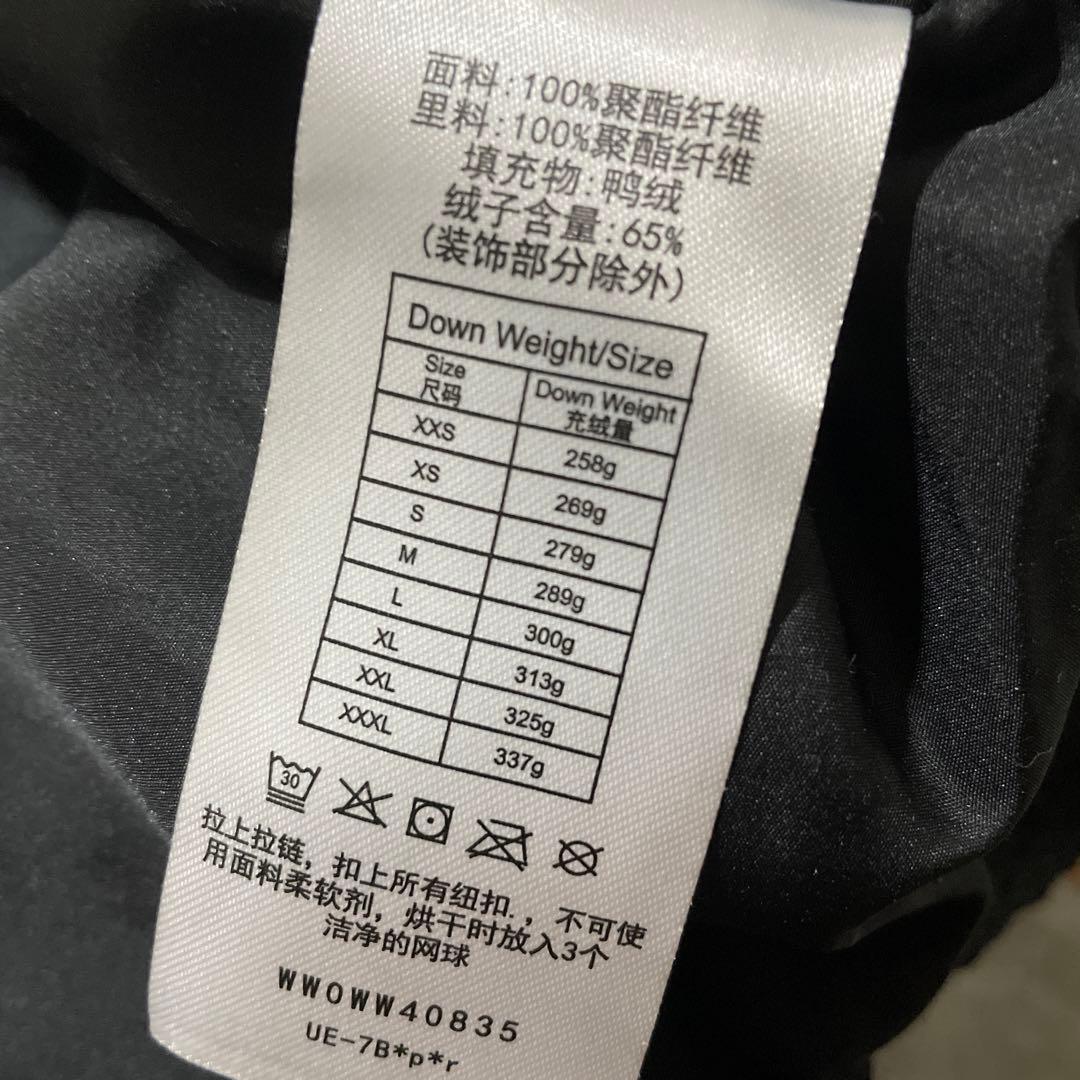 面料:100%聚酯纤维
里料:100%聚酯纤维
填充物:鸭绒
绒子含量:65%
(装饰部分除外)
Down Weight/Size
Size Down Weight
尺码 充绒量
XXS 258g
XS 269g
S 279g
M 289g
L 300g
XL 313g
XXL 325g
XXXL 337g
30
拉上拉链，扣上所有纽扣.，不可使
用面料柔软剂，烘干时放入3个
洁净的网球
WW0WW40835
UE-7B*p*r